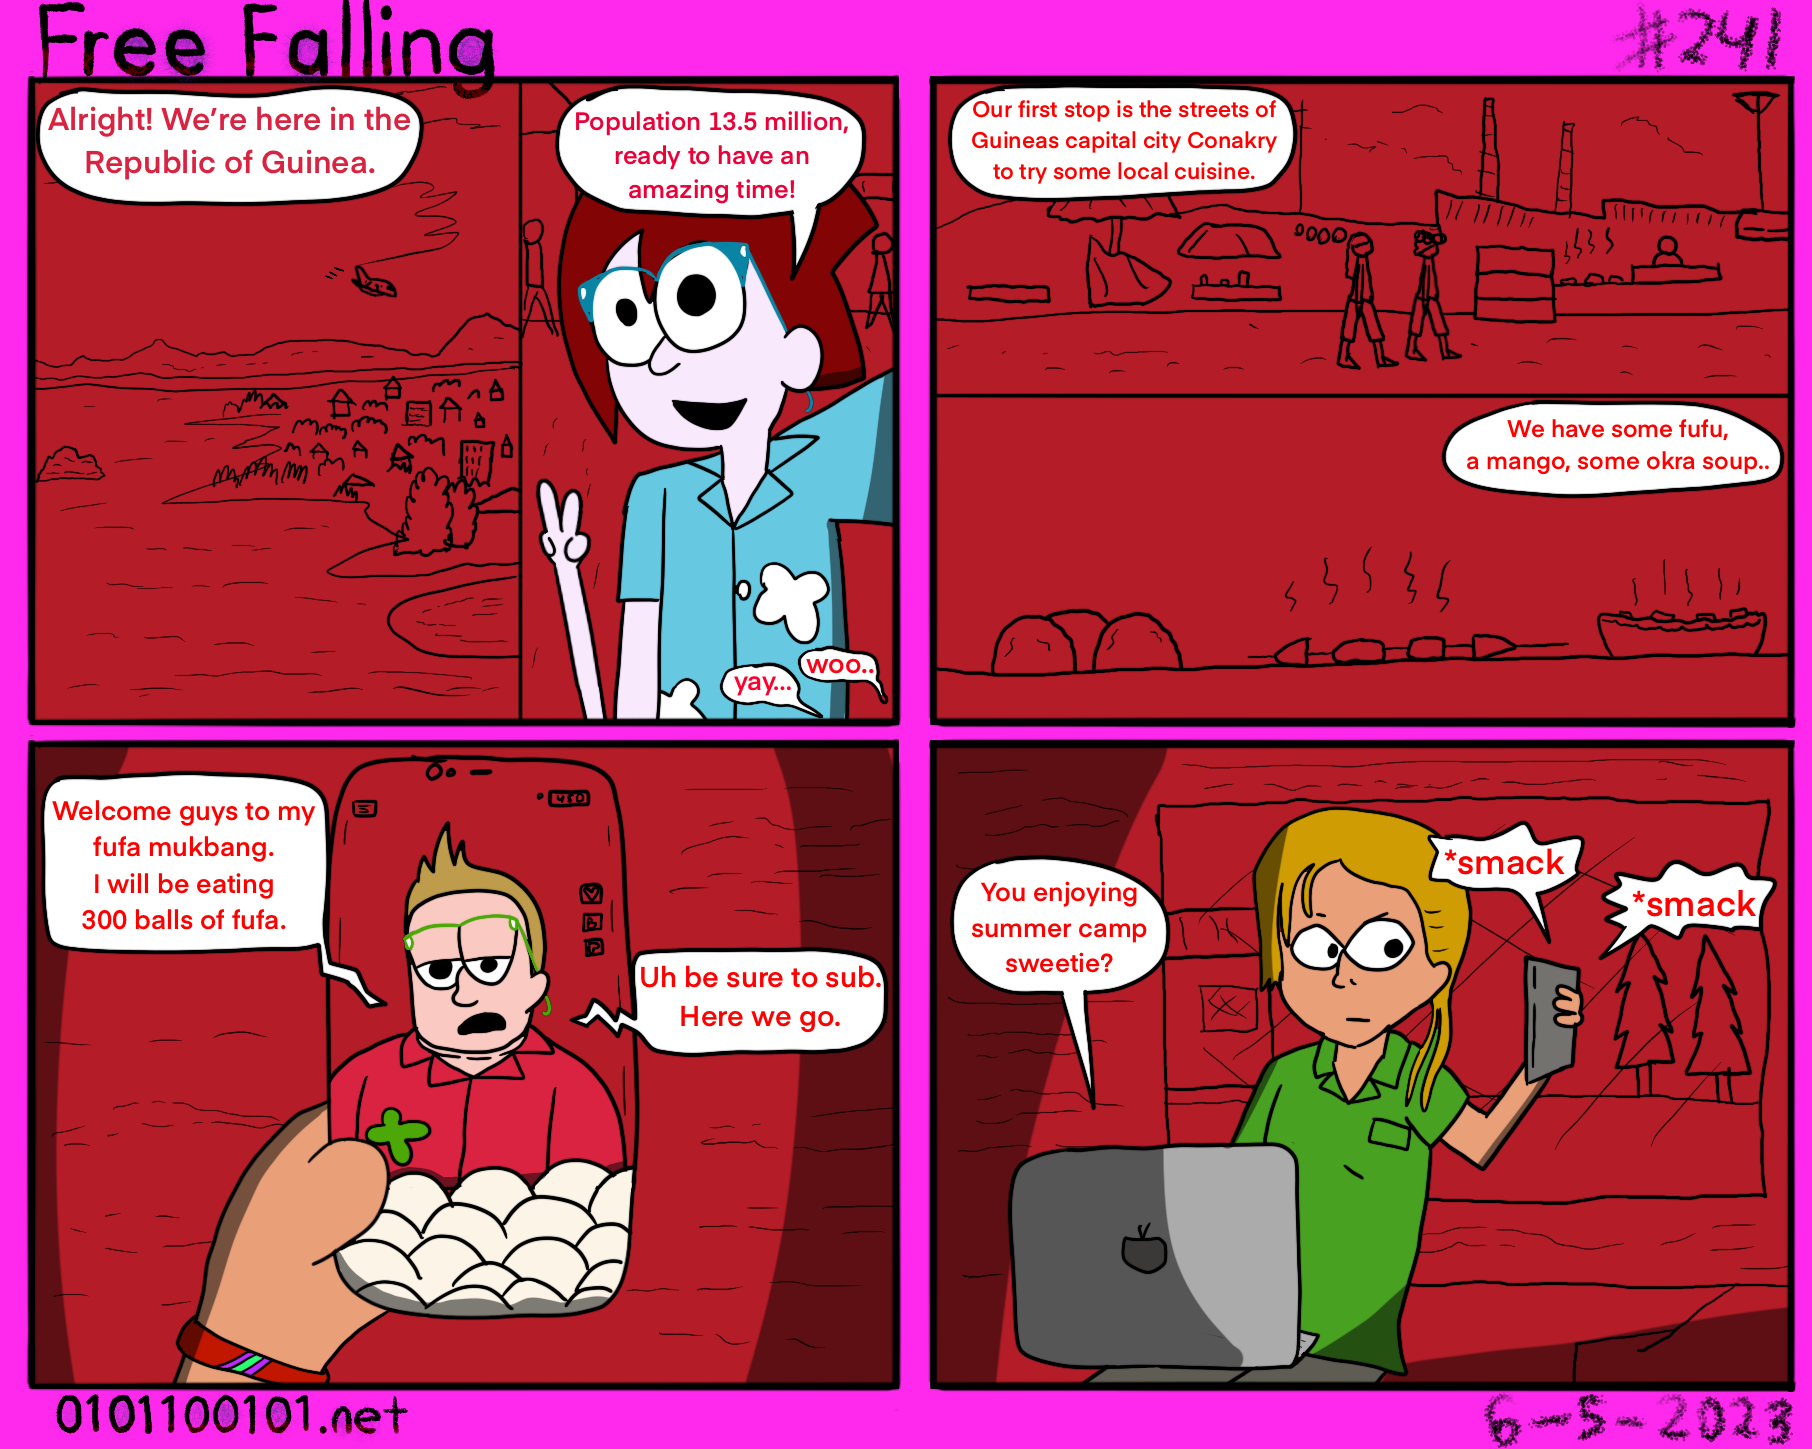 Free Falling
#241
Alright! We're here in the
Republic of Guinea.
Population 13.5 million,
ready to have an
amazing time!
yay...
woo..
Our first stop is the streets of
Guineas capital city Conakry
to try some local cuisine.
We have some fufu,
a mango, some okra soup..
Welcome guys to my
fufa mukbang.
I will be eating
300 balls of fufa.
450
Uh be sure to sub.
Here we go.
You enjoying
summer camp
sweetie?
*smack
*smack
0101100101.net
6-5-2023